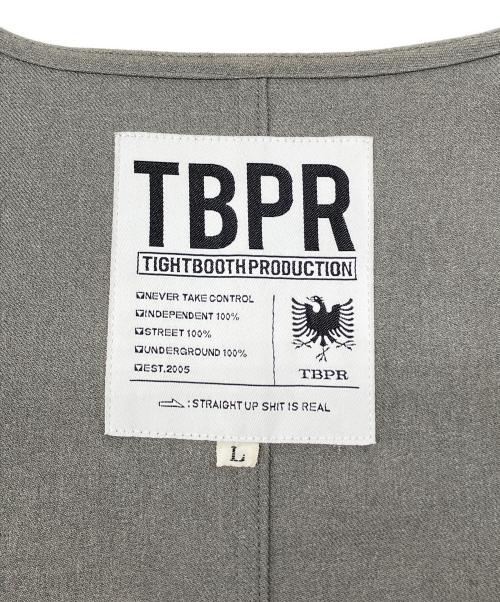 TBPR
TIGHTBOOTH PRODUCTION
NEVER TAKE CONTROL
INDEPENDENT 100%
STREET 100%
UNDERGROUND 100%
EST.2005
TBPR
:STRAIGHT UP SHIT IS REAL
L